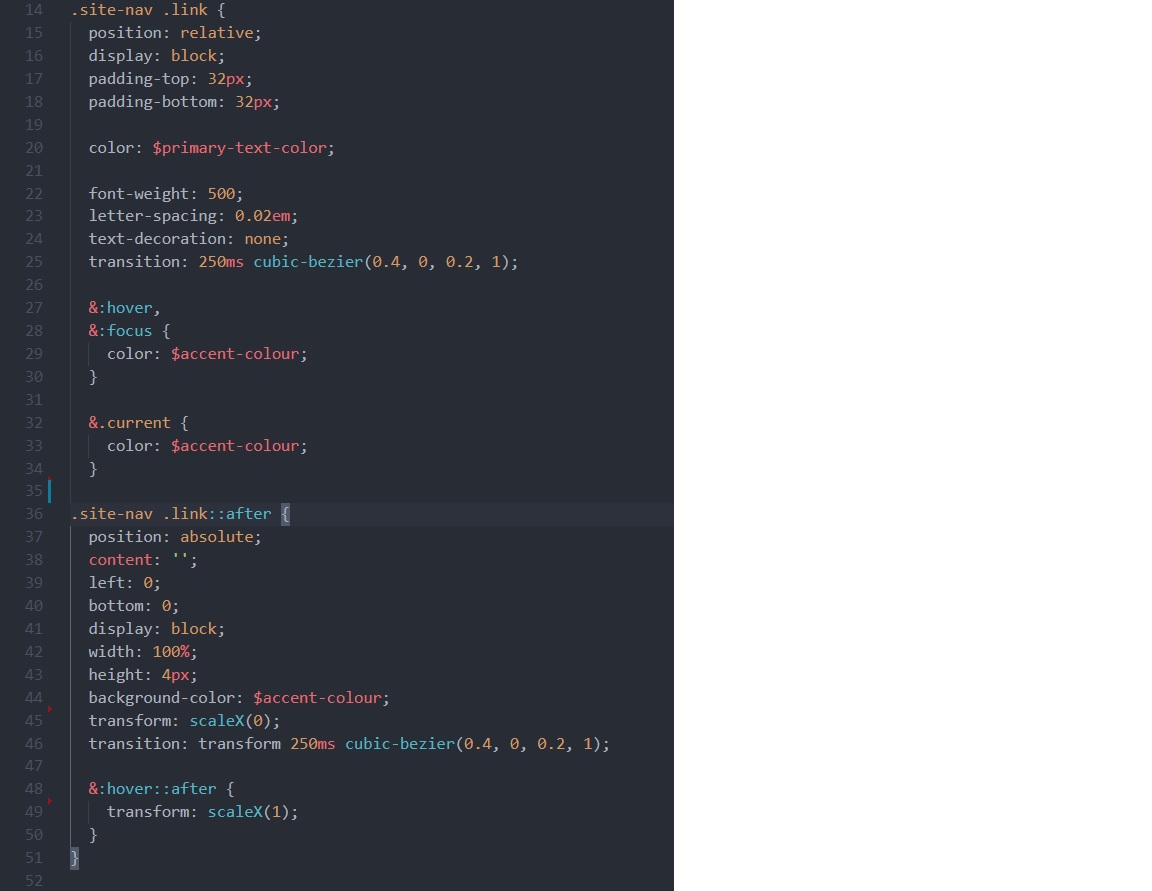 14 .site-nav .link {
15 position: relative;
16 display: block;
17 padding-top: 32px;
18 padding-bottom: 32px;
19
20 color: $primary-text-color;
21
22 font-weight: 500;
23 letter-spacing: 0.02em;
24 text-decoration: none;
25 transition: 250ms cubic-bezier(0.4, 0, 0.2, 1);
26
27 &:hover,
28 &:focus {
29 color: $accent-colour;
30 }
31
32 &.current {
33 color: $accent-colour;
34 }
35
36 .site-nav .link::after {
37 position: absolute;
38 content: '';
39 left: 0;
40 bottom: 0;
41 display: block;
42 width: 100%;
43 height: 4px;
44 background-color: $accent-colour;
45 transform: scaleX(0);
46 transition: transform 250ms cubic-bezier(0.4, 0, 0.2, 1);
47
48 &:hover::after {
49 transform: scaleX(1);
50 }
51 }
52